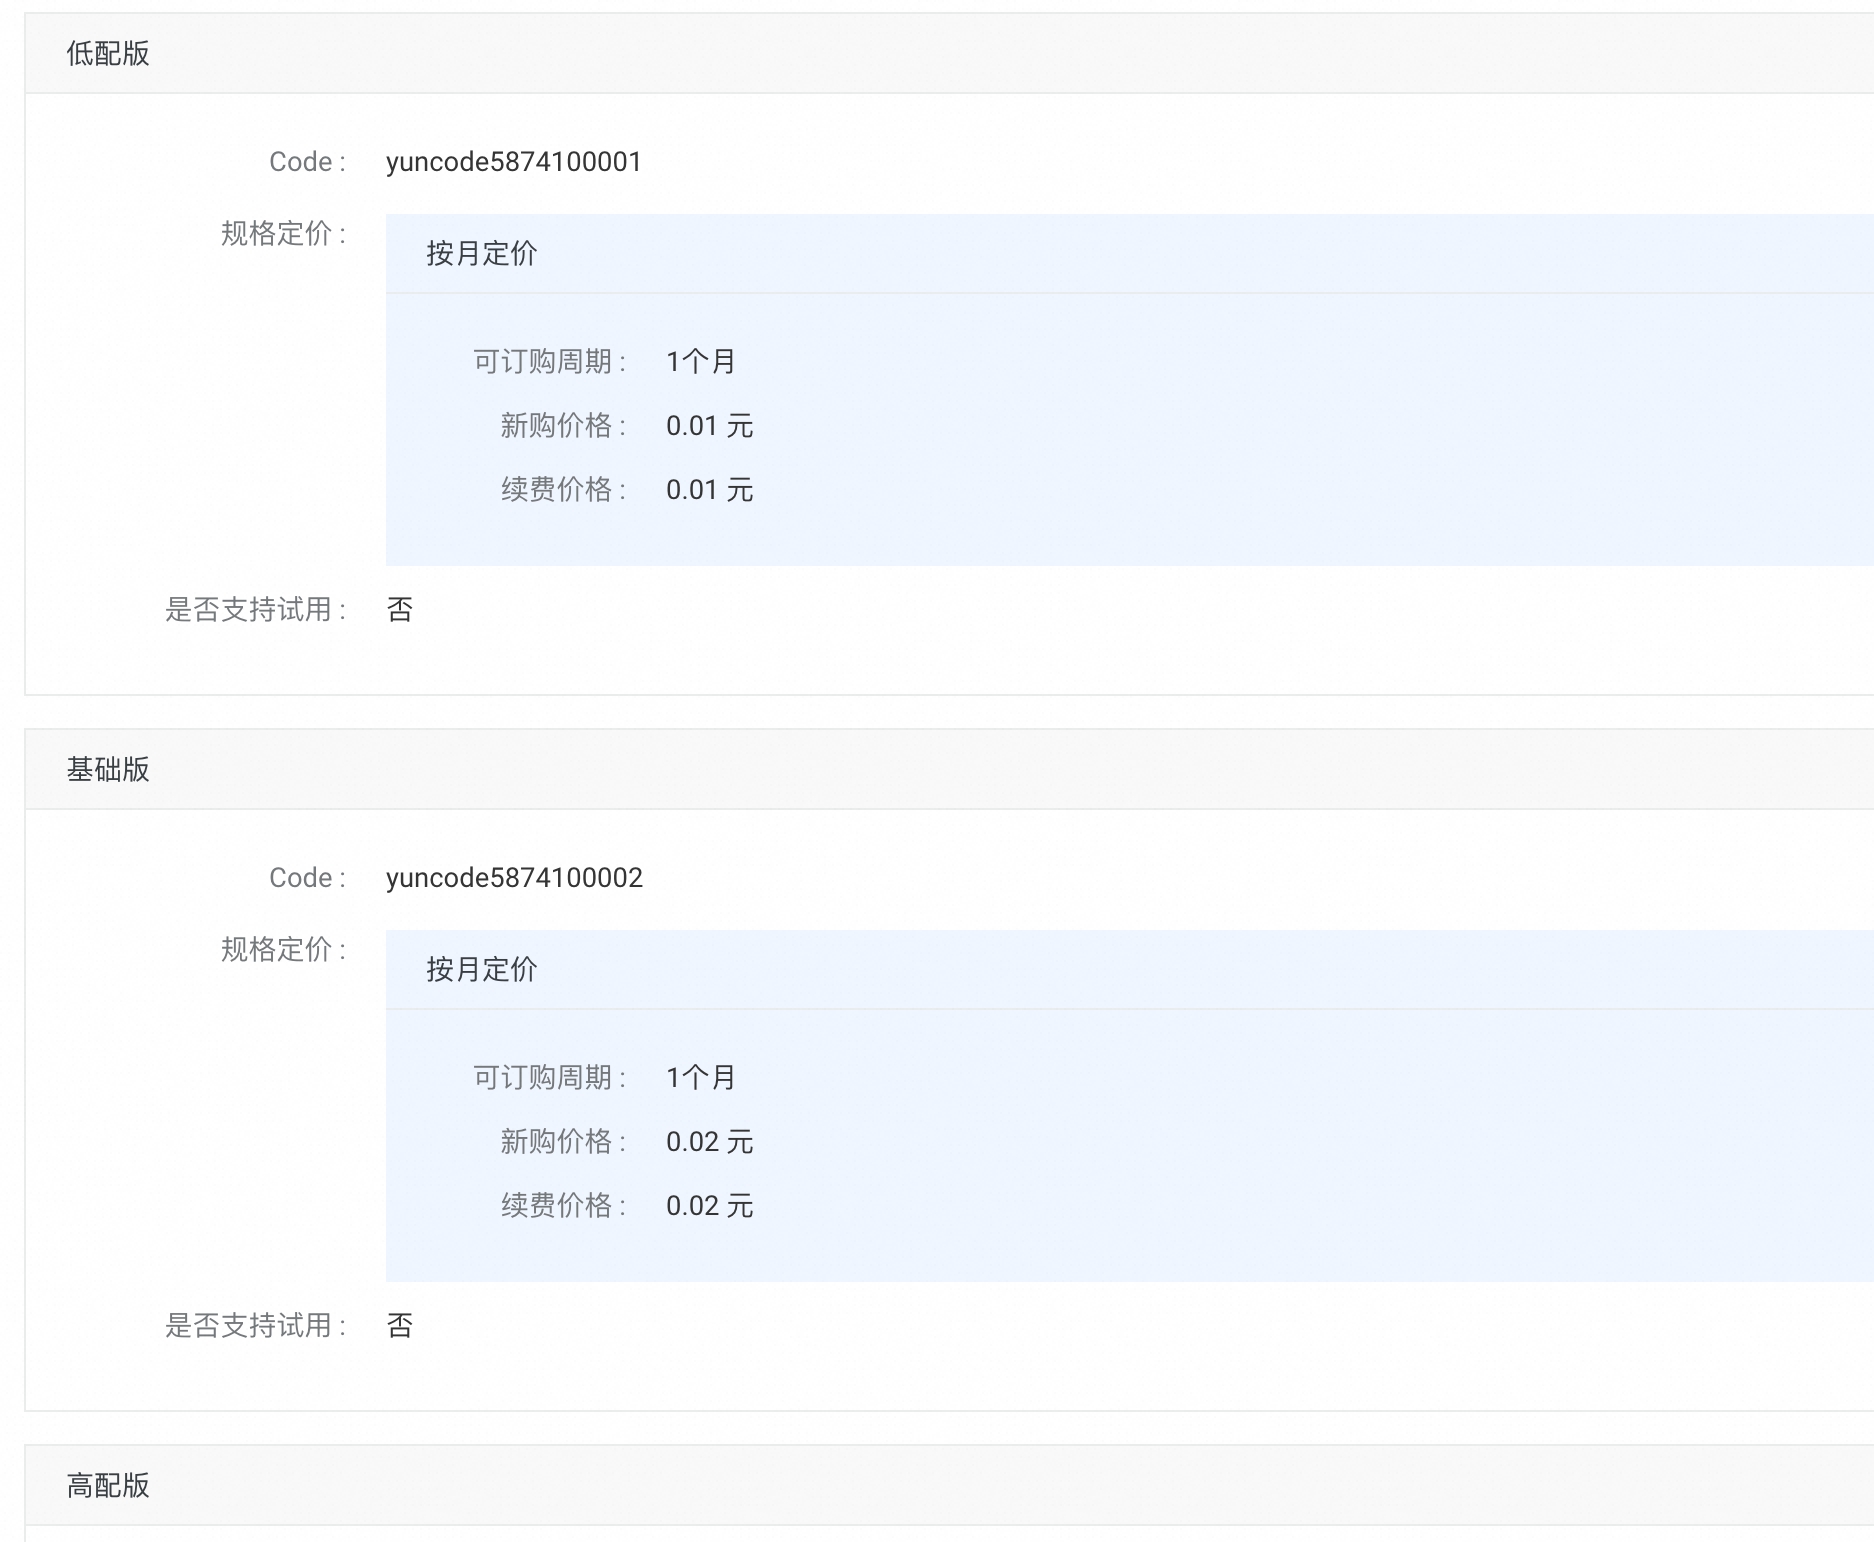 低配版
Code : yuncode5874100001
规格定价 :
按月定价
可订购周期 : 1个月
新购价格 : 0.01 元
续费价格 : 0.01 元
是否支持试用 : 否
基础版
Code : yuncode5874100002
规格定价 :
按月定价
可订购周期 : 1个月
新购价格 : 0.02 元
续费价格 : 0.02 元
是否支持试用 : 否
高配版